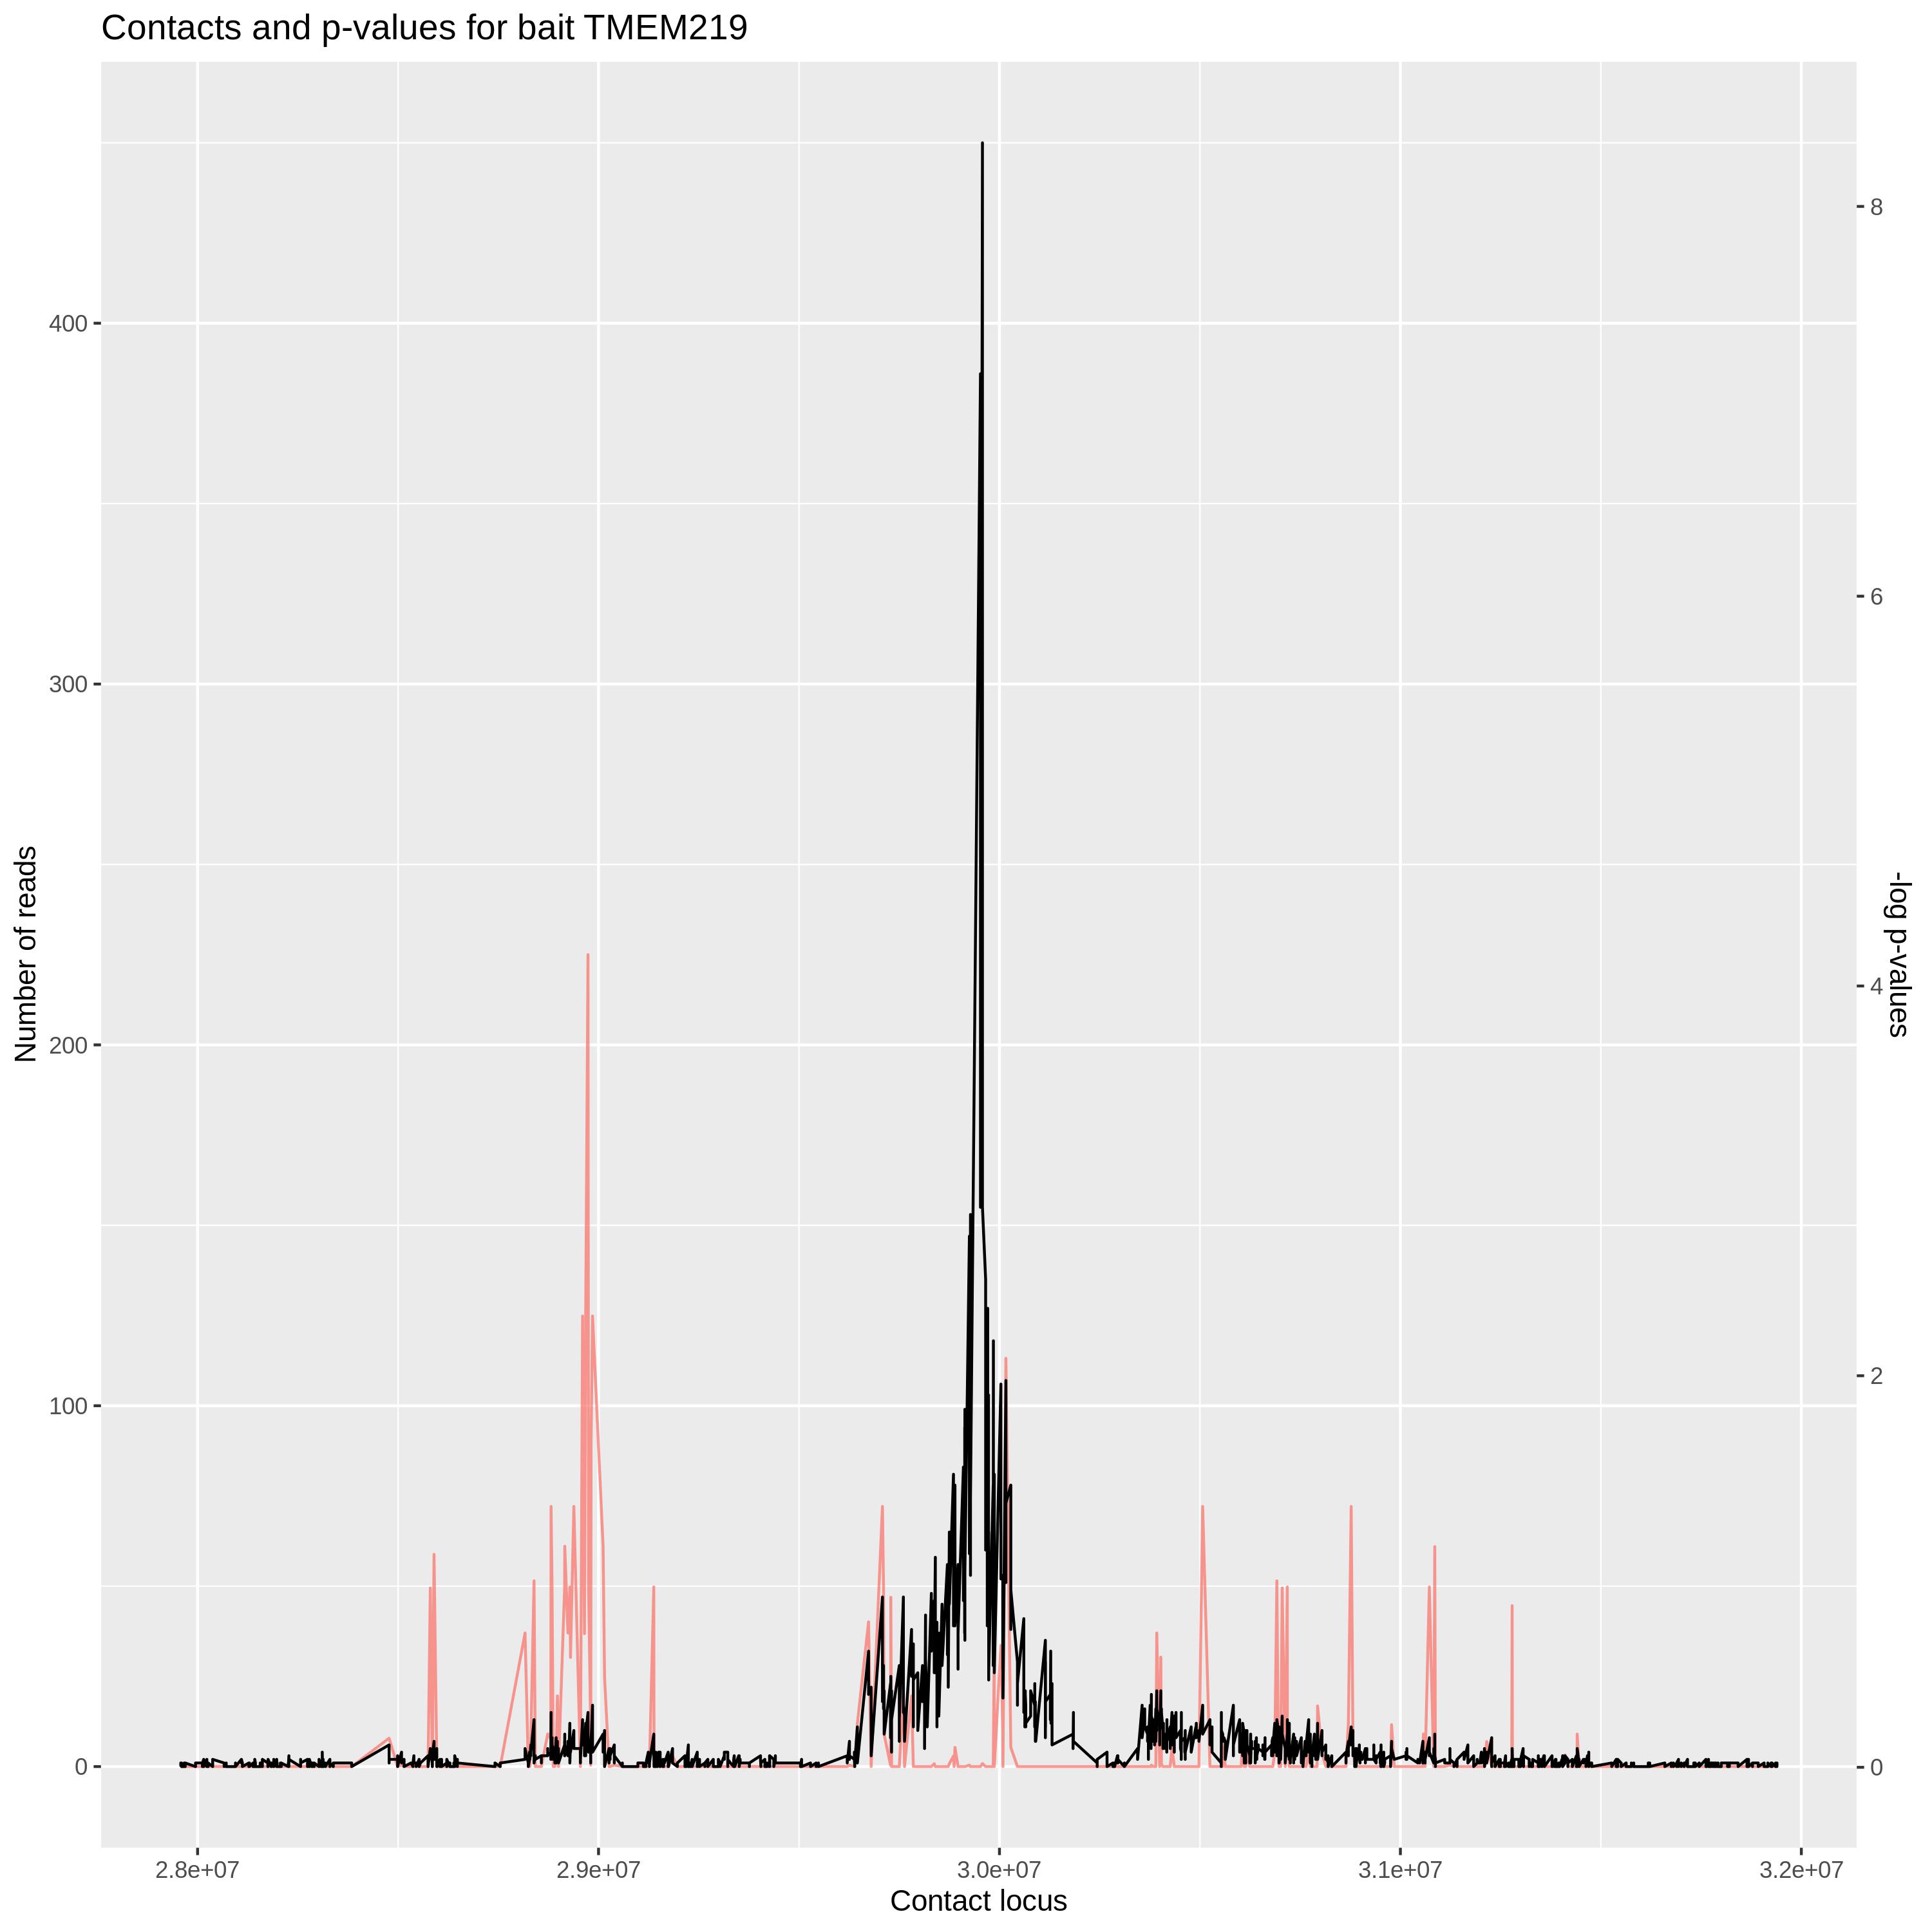 Contacts and p-values for bait TMEM219
Number of reads
400
300
200
100
0
8
6
4
2
0
-log p-values
2.8e+07
2.9e+07
3.0e+07
3.1e+07
3.2e+07
Contact locus